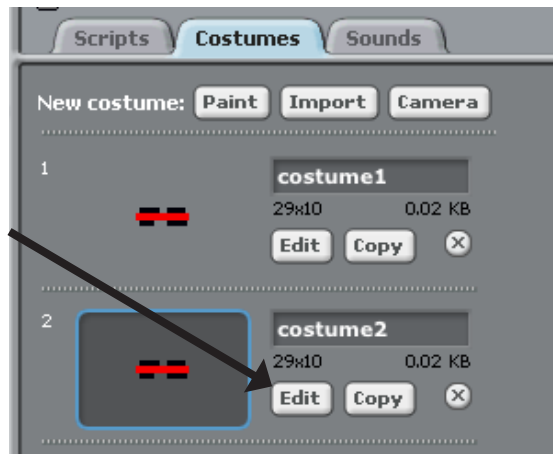 Scripts Costumes Sounds
New costume: Paint Import Camera
1
costume1
29x10 0.02 KB
Edit Copy
2
costume2
29x10 0.02 KB
Edit Copy